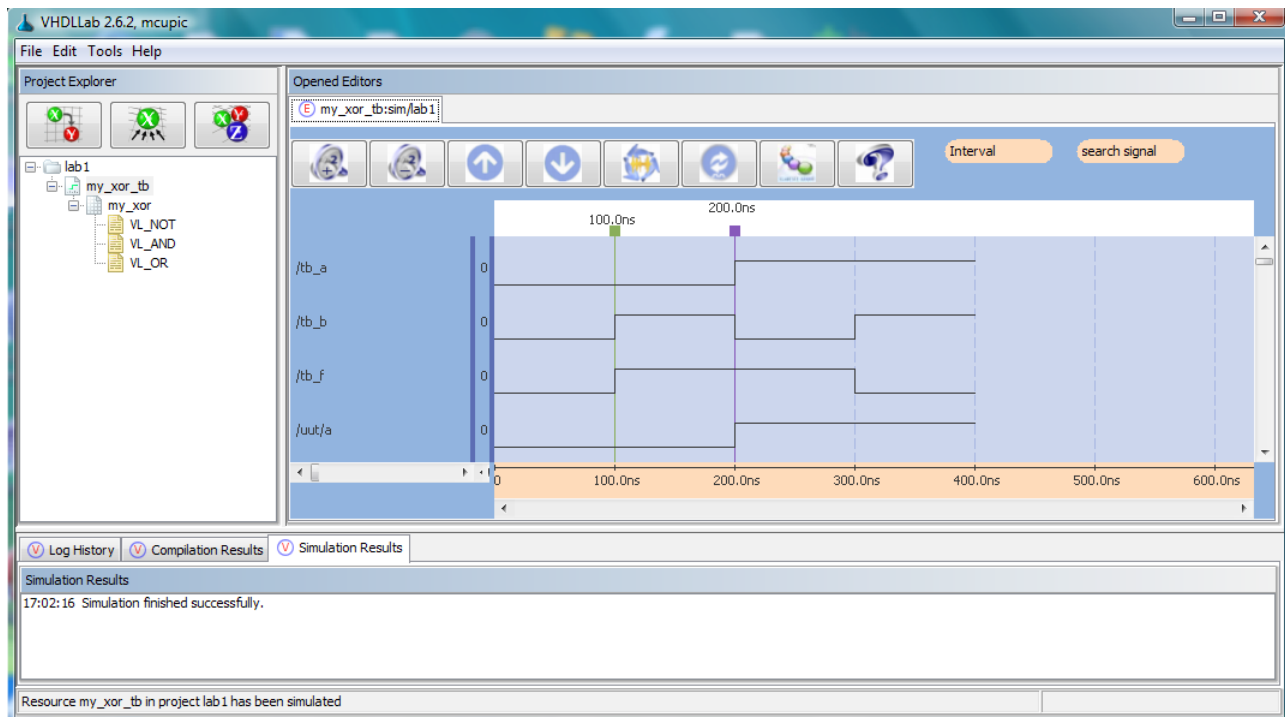 VHDLLab 2.6.2, mcupic
File Edit Tools Help
Project Explorer
Opened Editors
E my_xor_tb:sim/lab1
X Y X X Y Z
Interval
search signal
lab1
my_xor_tb
my_xor
VL_NOT
VL_AND
VL_OR
100.0ns
200.0ns
/tb_a 0
/tb_b 0
/tb_f 0
/uut/a 0
0 100.0ns 200.0ns 300.0ns 400.0ns 500.0ns 600.0ns
V Log History V Compilation Results V Simulation Results
Simulation Results
17:02:16 Simulation finished successfully.
Resource my_xor_tb in project lab1 has been simulated